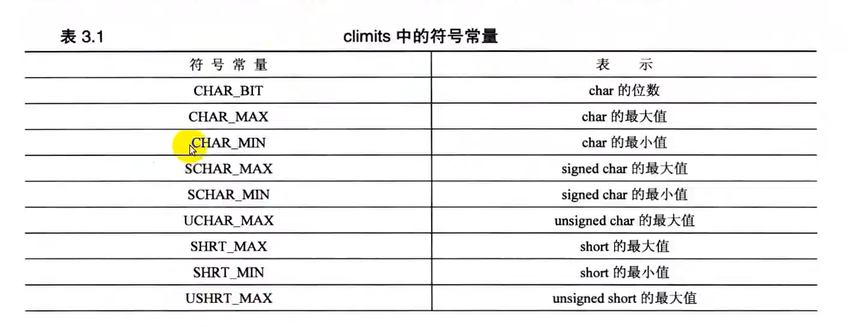 表 3.1 climits 中的符号常量
符 号 常 量 表 示
CHAR_BIT char 的位数
CHAR_MAX char 的最大值
CHAR_MIN char 的最小值
SCHAR_MAX signed char 的最大值
SCHAR_MIN signed char 的最小值
UCHAR_MAX unsigned char 的最大值
SHRT_MAX short 的最大值
SHRT_MIN short 的最小值
USHRT_MAX unsigned short 的最大值